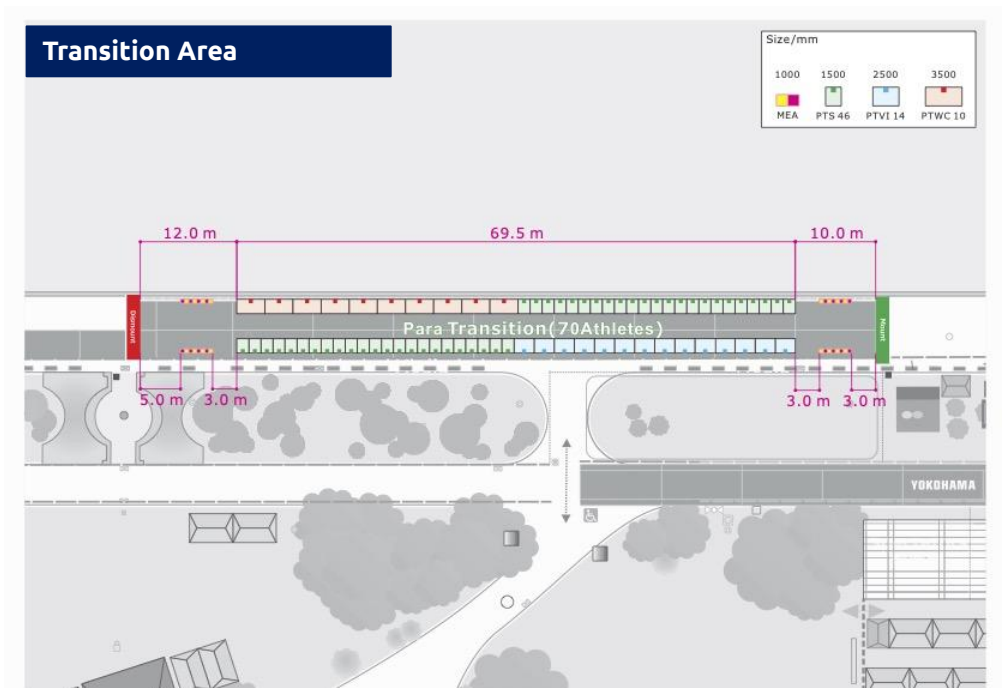 Transition Area
Size/mm
1000 1500 2500 3500
MEA PTS 46 PTVI 14 PTWC 10
12.0 m 69.5 m 10.0 m
Dismount
Para Transition(70Athletes)
Mount
5.0 m 3.0 m 3.0 m 3.0 m
YOKOHAMA